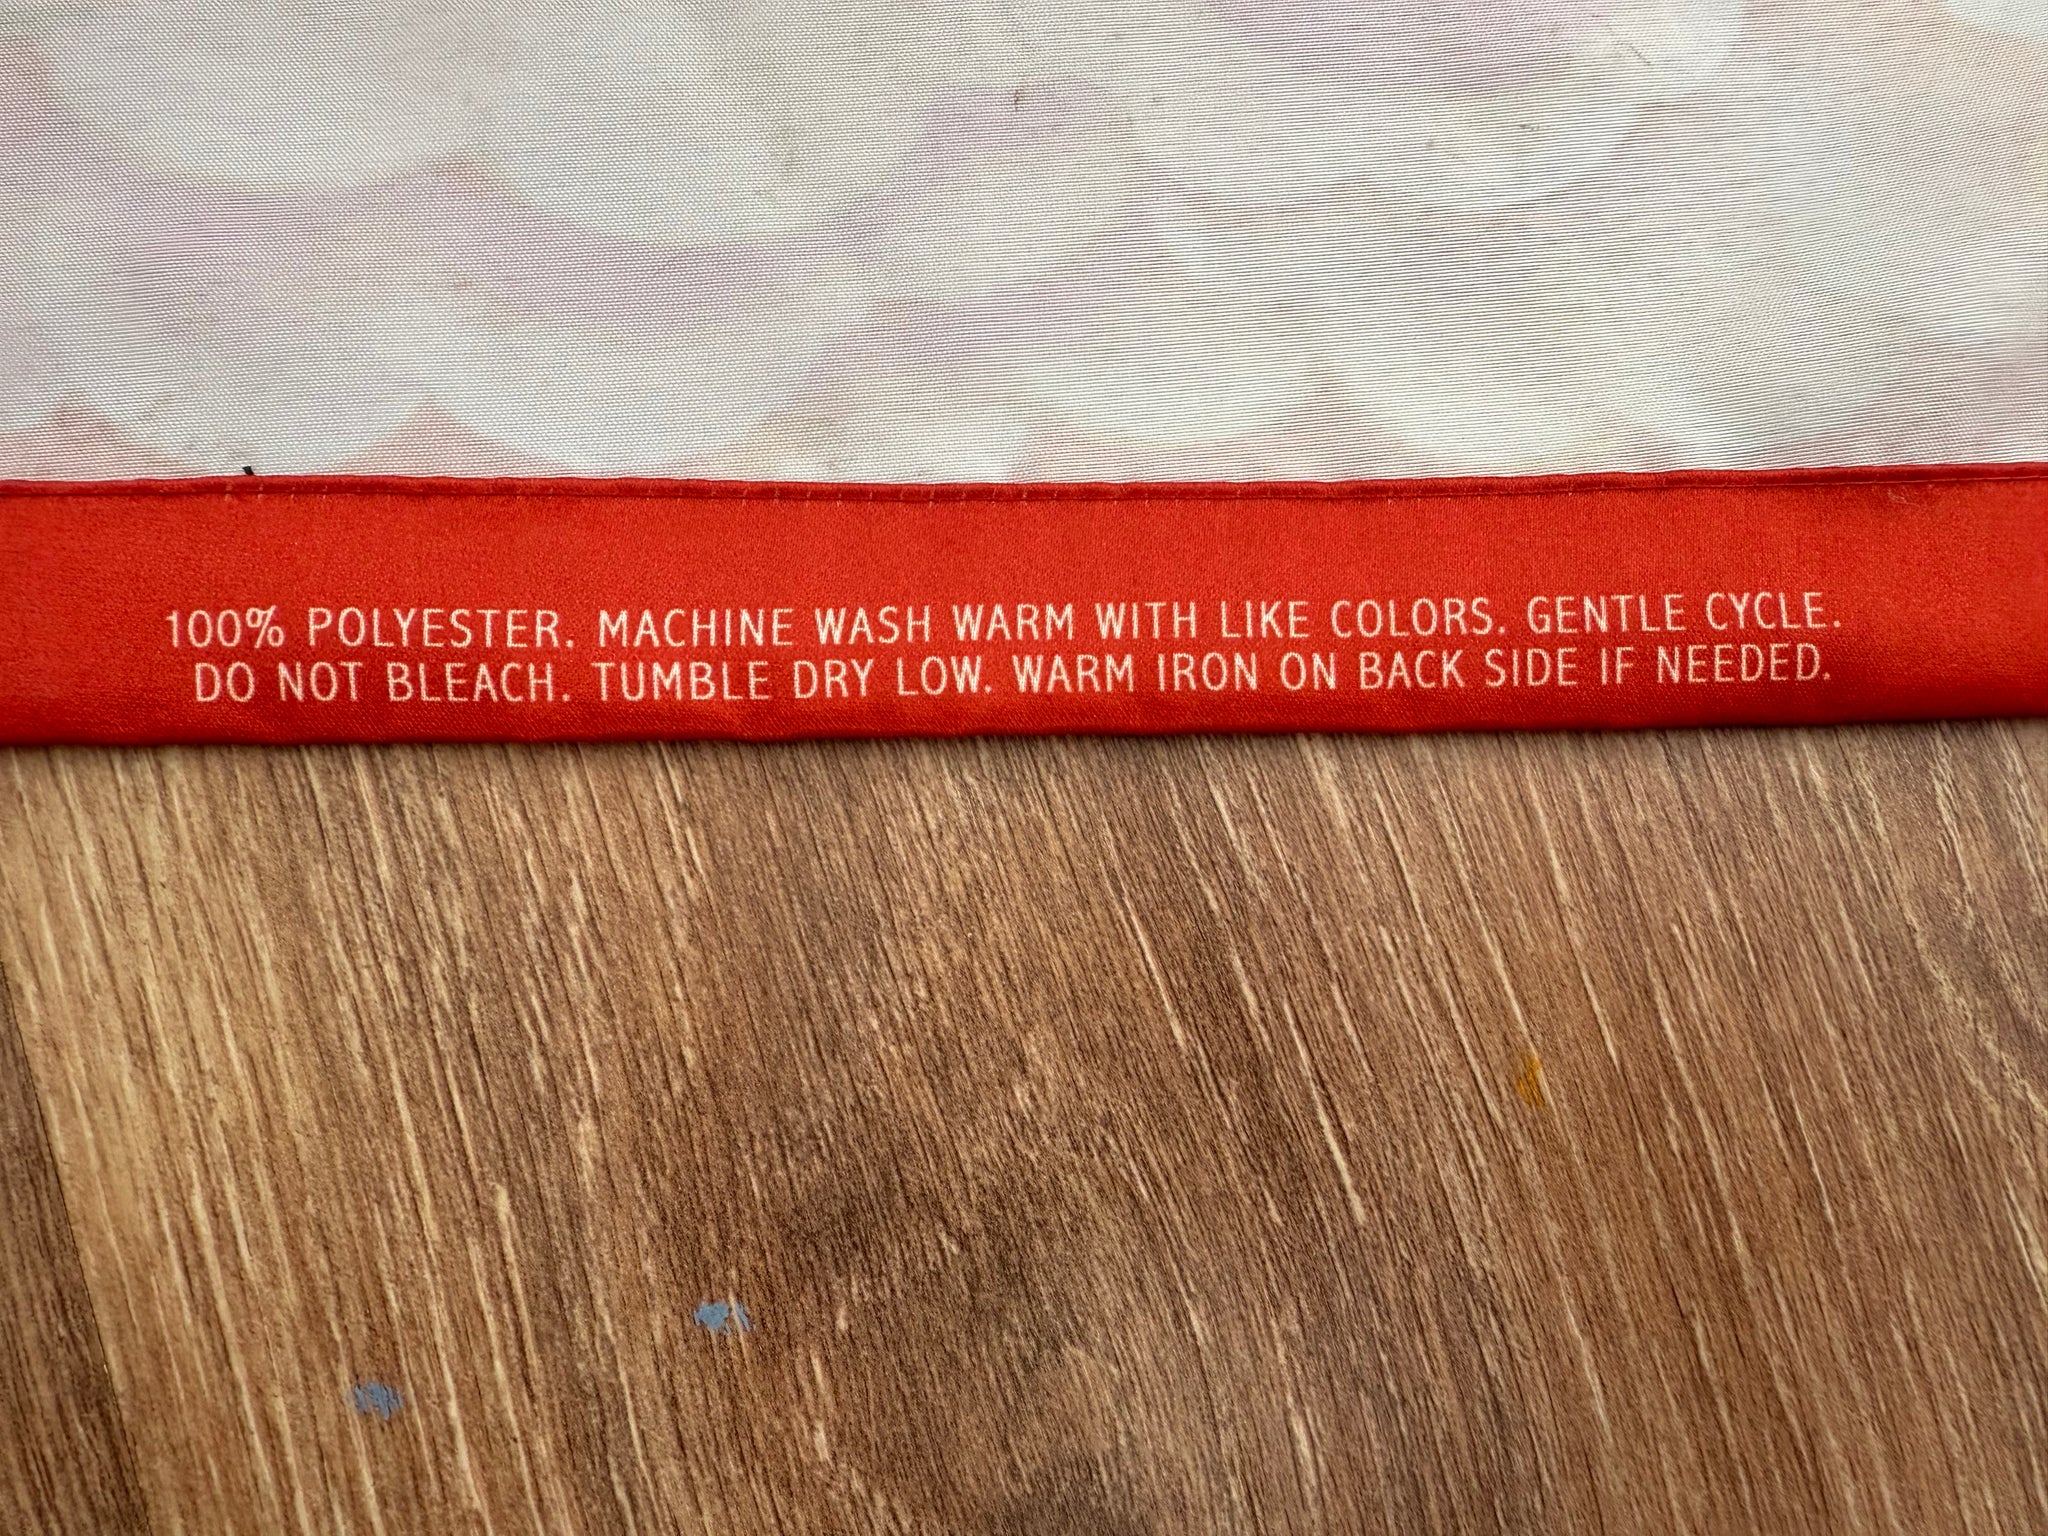 100% POLYESTER. MACHINE WASH WARM WITH LIKE COLORS. GENTLE CYCLE.
DO NOT BLEACH. TUMBLE DRY LOW. WARM IRON ON BACK SIDE IF NEEDED.